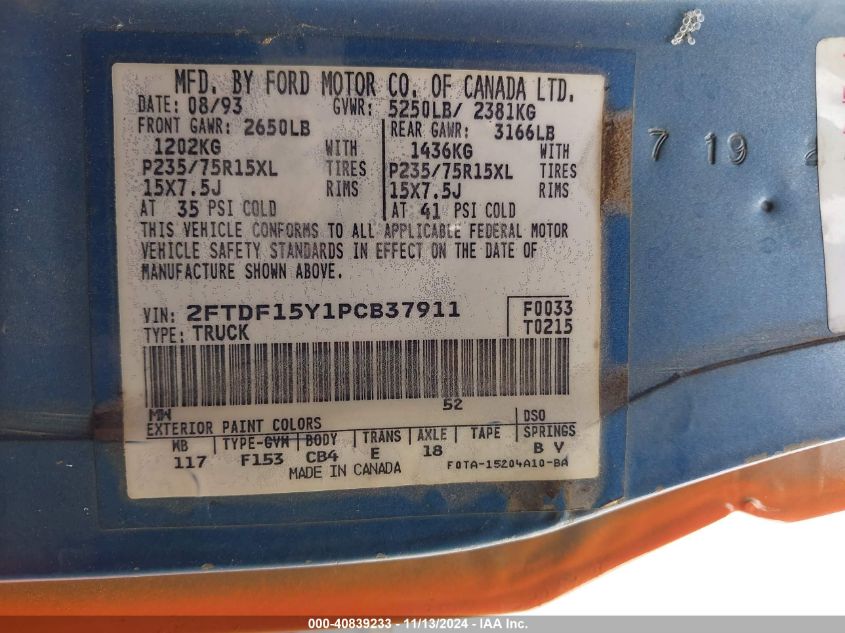 MFD. BY FORD MOTOR CO. OF CANADA LTD.
DATE: 08/93 GVWR: 5250LB/ 2381KG
FRONT GAWR: 2650LB REAR GAWR: 3166LB
1202KG WITH 1436KG WITH
P235/75R15XL TIRES P235/75R15XL TIRES
15X7.5J RIMS 15X7.5J RIMS
AT 35 PSI COLD AT 41 PSI COLD
THIS VEHICLE CONFORMS TO ALL APPLICABLE FEDERAL MOTOR
VEHICLE SAFETY STANDARDS IN EFFECT ON THE DATE OF
MANUFACTURE SHOWN ABOVE.
VIN: 2FTDF15Y1PCB37911 F0033
TYPE: TRUCK T0215
MW 52
EXTERIOR PAINT COLORS DSO
WB TYPE-GVW BODY TRANS AXLE TAPE SPRINGS
117 F153 CB4 E 18 B V
MADE IN CANADA F0TA-15204A10-BA
7 19
000-40839233 - 11/13/2024 - IAA Inc.